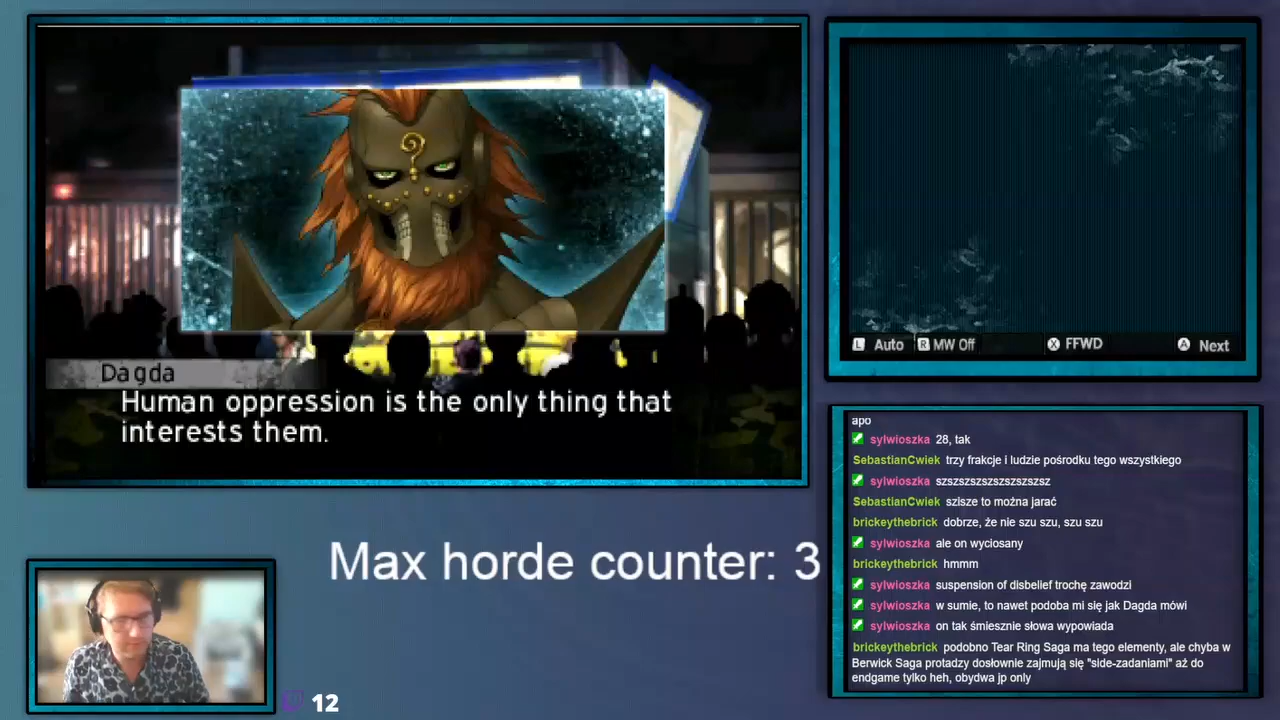 Dagda
Human oppression is the only thing that
interests them.
L Auto
R MW Off
X FFWD
A Next
apo
sylwioszka 28, tak
SebastianCwiek trzy frakcje i ludzie pośrodku tego wszystkiego
sylwioszka szszszszszszszszszsz
SebastianCwiek szisze to można jarać
brickeythebrick dobrze, że nie szu szu, szu szu
sylwioszka ale on wyciosany
brickeythebrick hmmm
sylwioszka suspension of disbelief trochę zawodzi
sylwioszka w sumie, to nawet podoba mi się jak Dagda mówi
sylwioszka on tak śmiesznie słowa wypowiada
brickeythebrick podobno Tear Ring Saga ma tego elementy, ale chyba w
Berwick Saga protadzy dosłownie zajmują się "side-zadaniami" aż do
endgame tylko heh, obydwa jp only
Max horde counter: 3
12